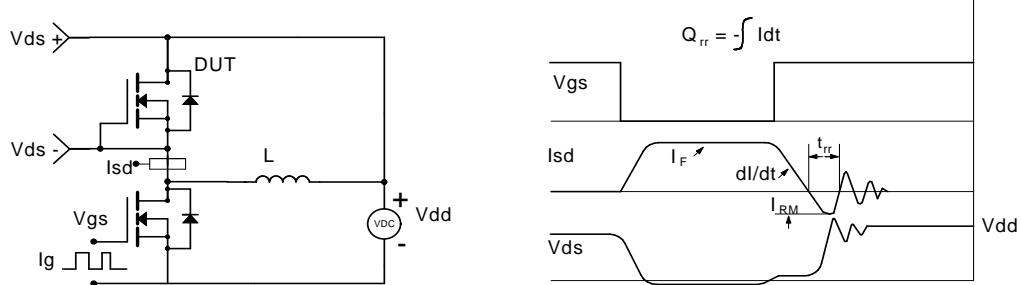 Vds +
DUT
Vds -
Isd
L
Vgs
Ig
+
VDC
-
Vdd
Q rr = - ∫ Idt
Vgs
Isd
I F
dI/dt
t rr
I RM
Vds
Vdd